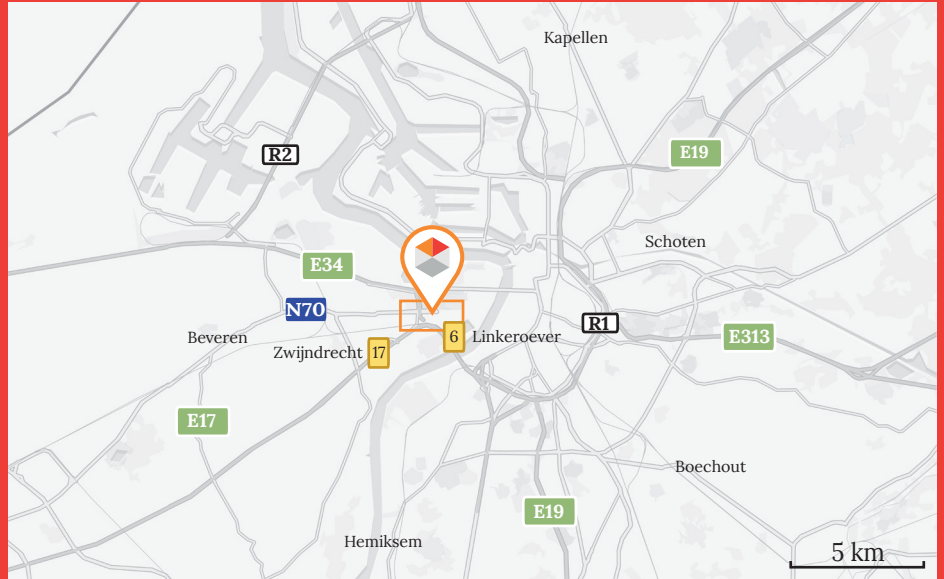 Kapellen
R2
E19
Schoten
E34
N70
R1
Beveren
6
Linkeroever
E313
Zwijndrecht
17
E17
Boechout
E19
Hemiksem
5 km